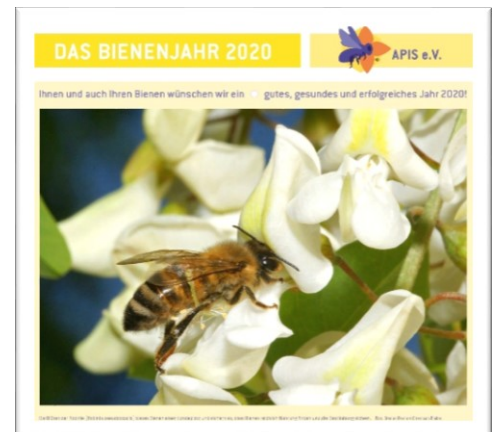 DAS BIENENJAHR 2020
APIS e.V.
Ihnen und auch Ihren Bienen wünschen wir ein gutes, gesundes und erfolgreiches Jahr 2020!